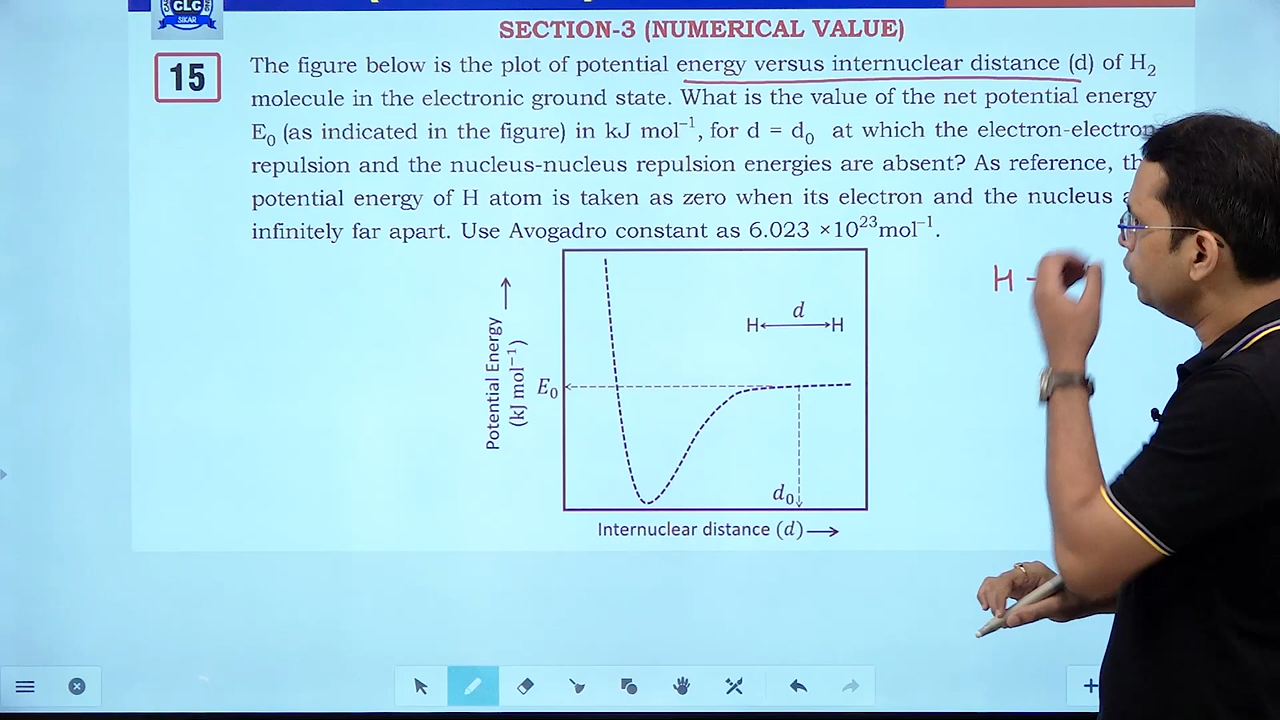 CLC
SIKAR
SECTION-3 (NUMERICAL VALUE)
15
The figure below is the plot of potential energy versus internuclear distance (d) of H₂
molecule in the electronic ground state. What is the value of the net potential energy
E₀ (as indicated in the figure) in kJ mol⁻¹, for d = d₀ at which the electron-electron
repulsion and the nucleus-nucleus repulsion energies are absent? As reference,
potential energy of H atom is taken as zero when its electron and the nucleus
infinitely far apart. Use Avogadro constant as 6.023 ×10²³mol⁻¹.
H -
Potential Energy
(kJ mol⁻¹)
E₀
d
H H
d₀
Internuclear distance (d)